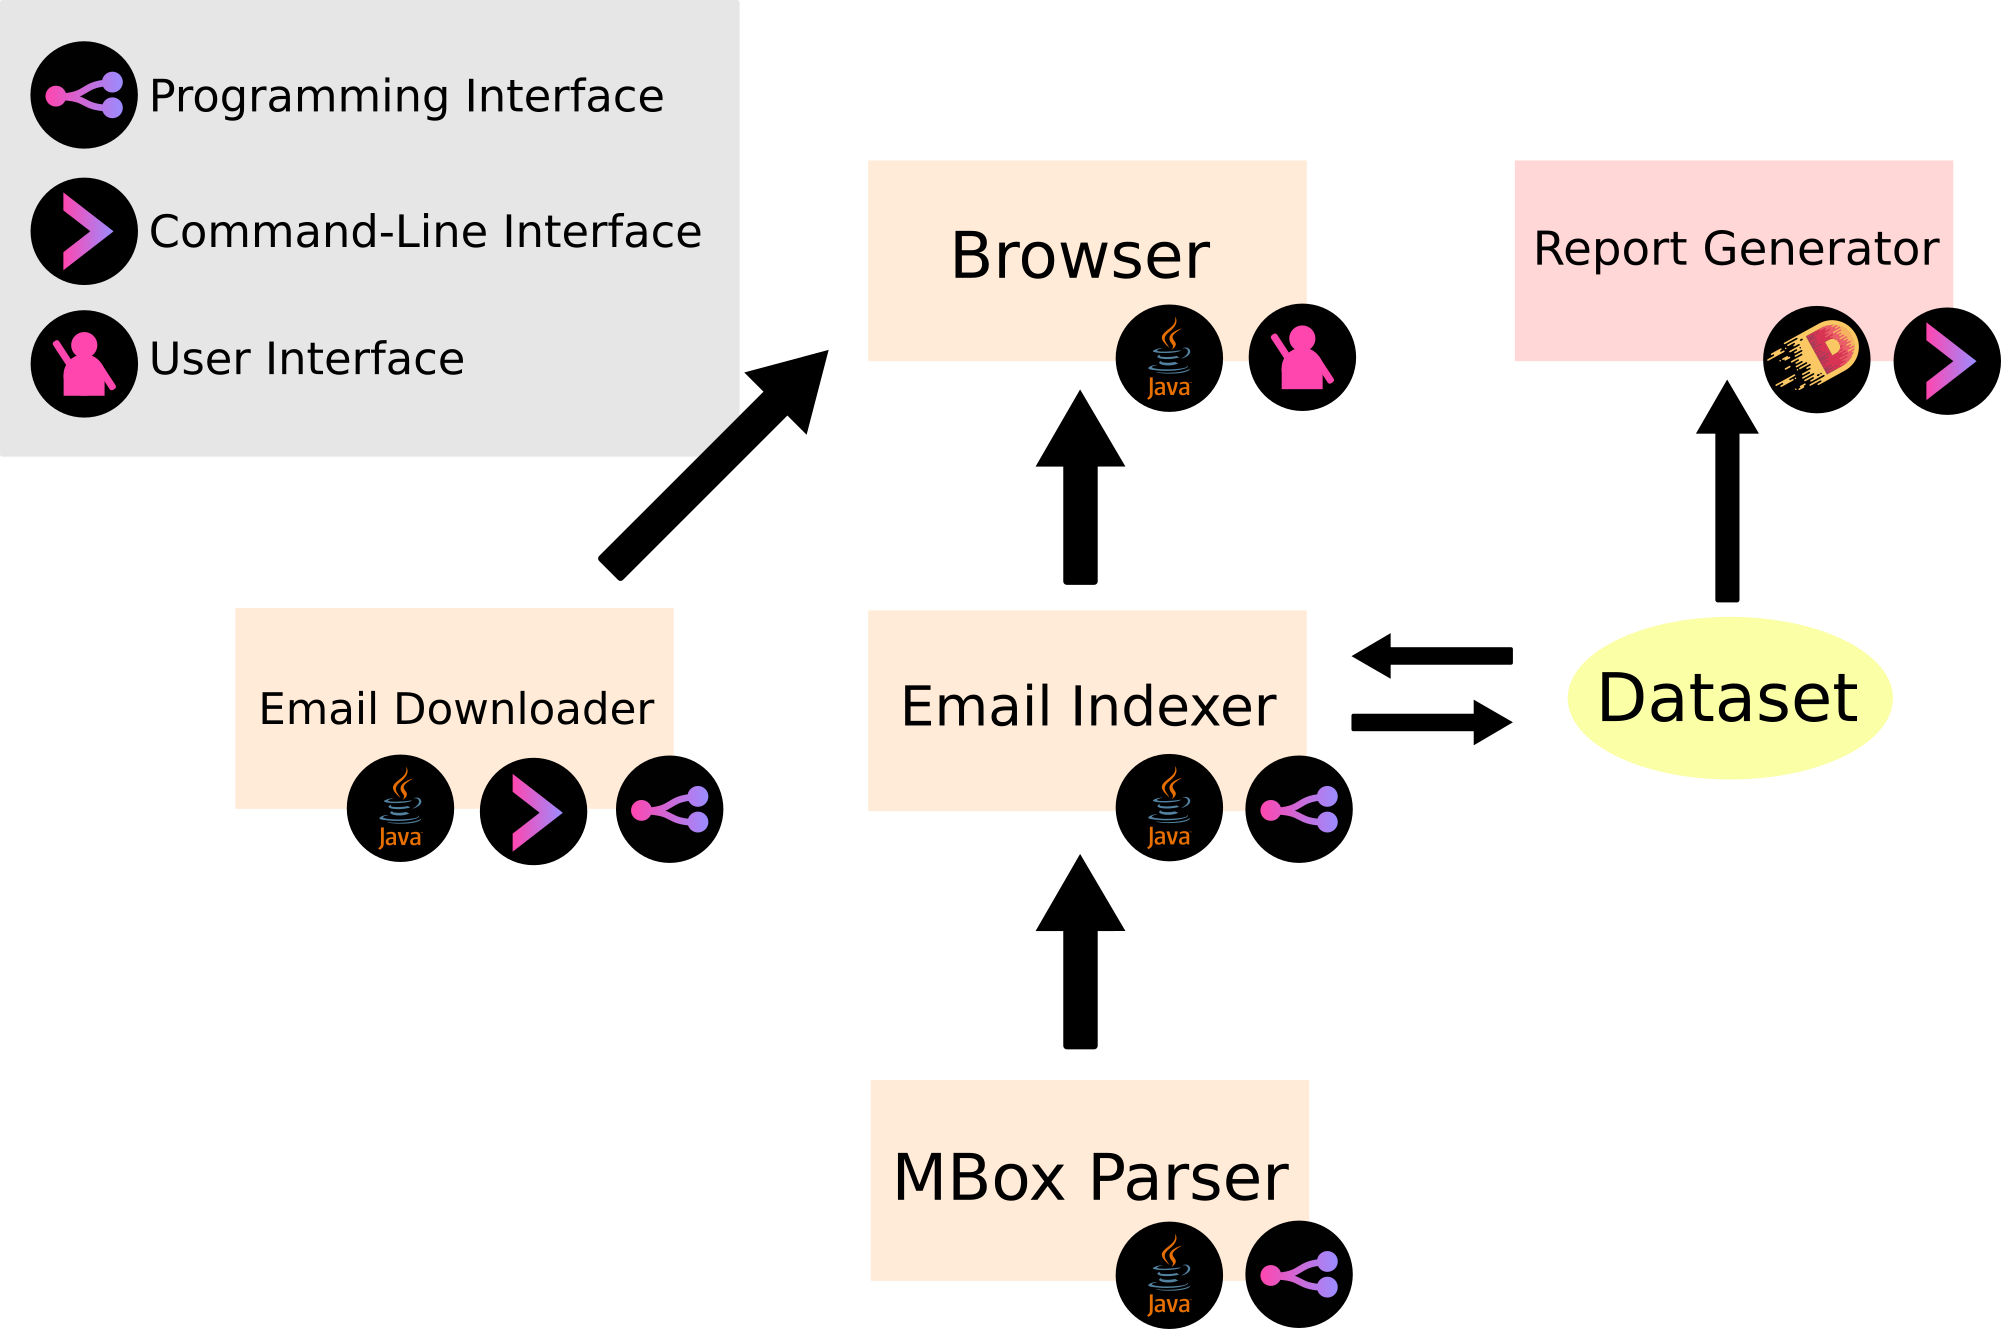 Programming Interface
Command-Line Interface
User Interface
Browser
Java
Report Generator
D
Email Downloader
Java
Email Indexer
Java
Dataset
MBox Parser
Java